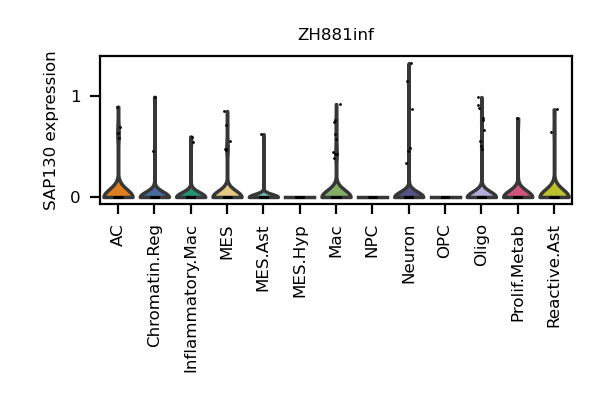 ZH881inf
SAP130 expression
1
0
AC
Chromatin.Reg
Inflammatory.Mac
MES
MES.Ast
MES.Hyp
Mac
NPC
Neuron
OPC
Oligo
Prolif.Metab
Reactive.Ast